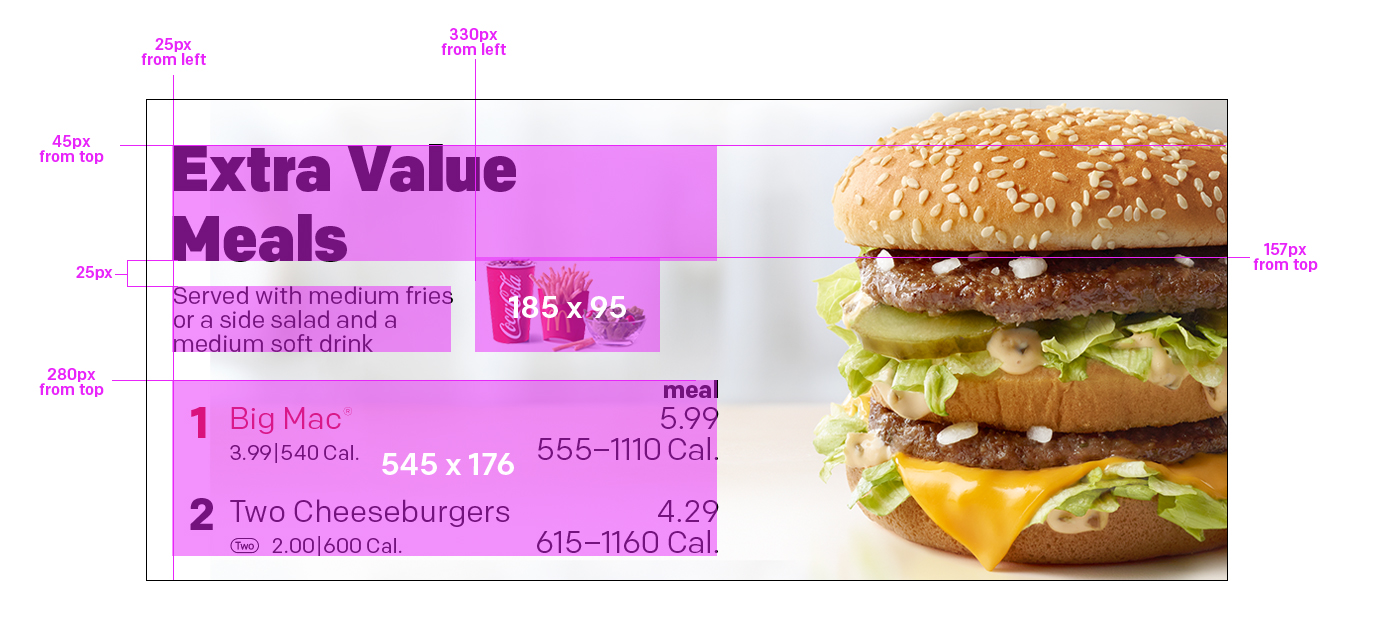 330px
from left
25px
from left
45px
from top
Extra Value
Meals
157px
from top
25px
Served with medium fries
or a side salad and a
medium soft drink
Coca-Cola
185 x 95
280px
from top
meal
1 Big Mac® 5.99
3.99|540 Cal. 555–1110 Cal.
545 x 176
2 Two Cheeseburgers 4.29
Two 2.00|600 Cal. 615–1160 Cal.